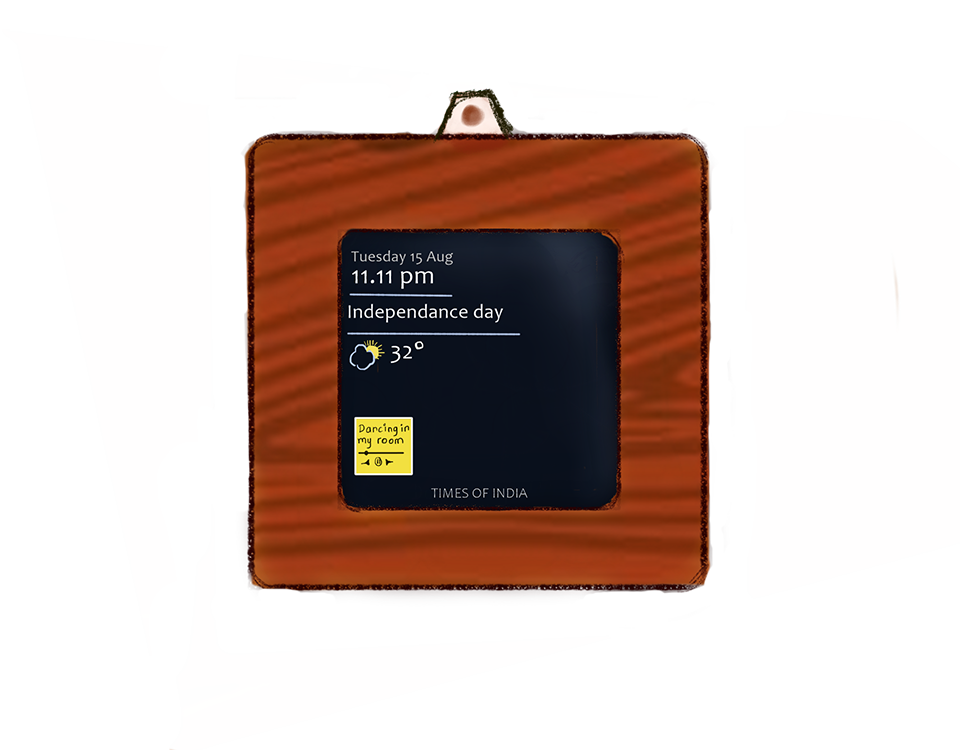 Tuesday 15 Aug
11.11 pm
Independance day
32°
Dancing in
my room
TIMES OF INDIA